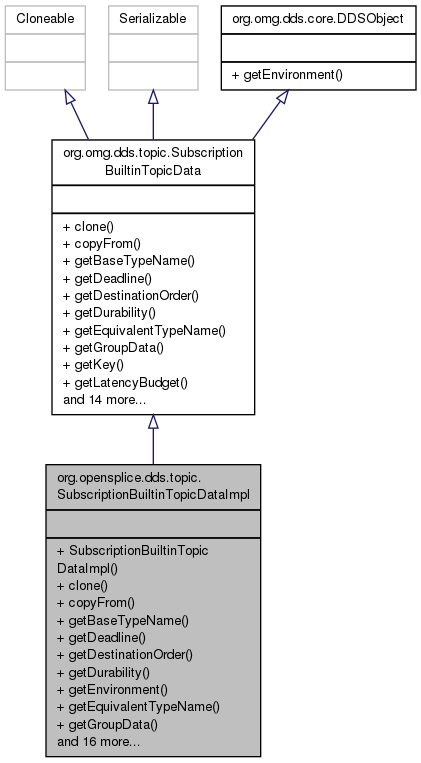 Cloneable
Serializable
org.omg.dds.core.DDSObject
+ getEnvironment()
org.omg.dds.topic.Subscription
BuiltinTopicData
+ clone()
+ copyFrom()
+ getBaseTypeName()
+ getDeadline()
+ getDestinationOrder()
+ getDurability()
+ getEquivalentTypeName()
+ getGroupData()
+ getKey()
+ getLatencyBudget()
and 14 more...
org.opensplice.dds.topic.
SubscriptionBuiltinTopicDataImpl
+ SubscriptionBuiltinTopic
DataImpl()
+ clone()
+ copyFrom()
+ getBaseTypeName()
+ getDeadline()
+ getDestinationOrder()
+ getDurability()
+ getEnvironment()
+ getEquivalentTypeName()
+ getGroupData()
and 16 more...